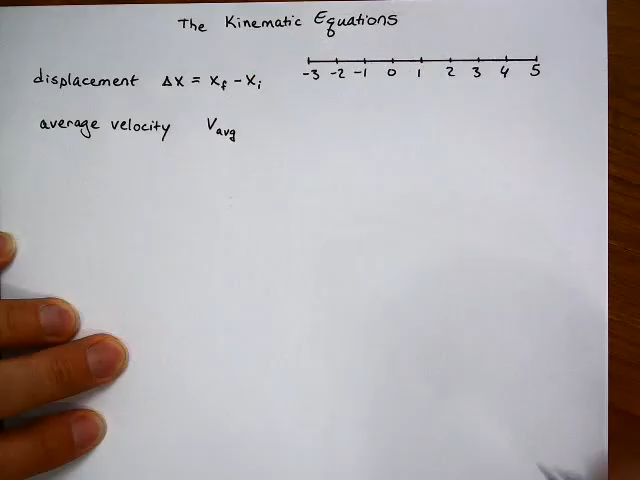 The Kinematic Equations
displacement Δx = x_f - x_i
-3 -2 -1 0 1 2 3 4 5
average velocity V_avg